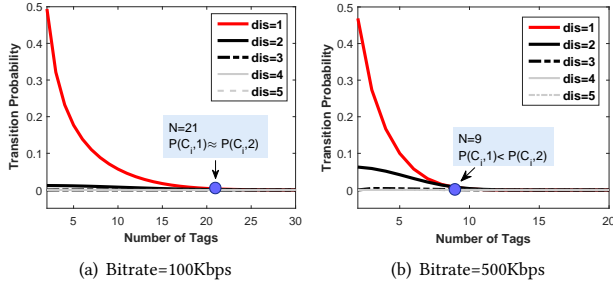 0.5
0.4
0.3
0.2
0.1
0
Transition Probability
dis=1
dis=2
dis=3
dis=4
dis=5
N=21
P(C_i,1)≈ P(C_i,2)
10 20 30
Number of Tags
(a) Bitrate=100Kbps
0.5
0.4
0.3
0.2
0.1
0
Transition Probability
dis=1
dis=2
dis=3
dis=4
dis=5
N=9
P(C_i,1)< P(C_i,2)
5 10 15 20
Number of Tags
(b) Bitrate=500Kbps